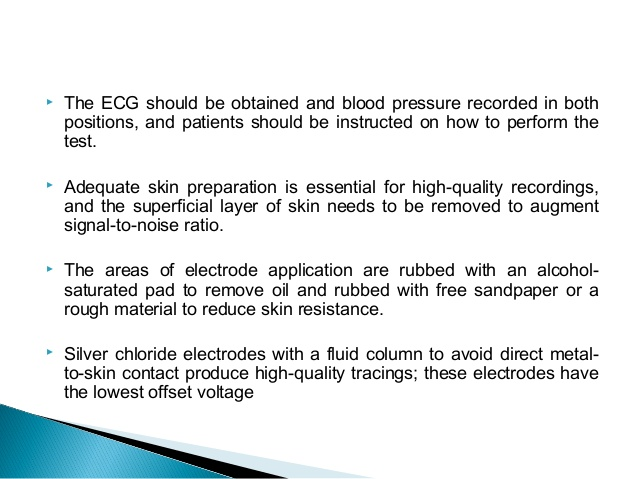 The ECG should be obtained and blood pressure recorded in both
positions, and patients should be instructed on how to perform the
test.
Adequate skin preparation is essential for high-quality recordings,
and the superficial layer of skin needs to be removed to augment
signal-to-noise ratio.
The areas of electrode application are rubbed with an alcohol-
saturated pad to remove oil and rubbed with free sandpaper or a
rough material to reduce skin resistance.
Silver chloride electrodes with a fluid column to avoid direct metal-
to-skin contact produce high-quality tracings; these electrodes have
the lowest offset voltage